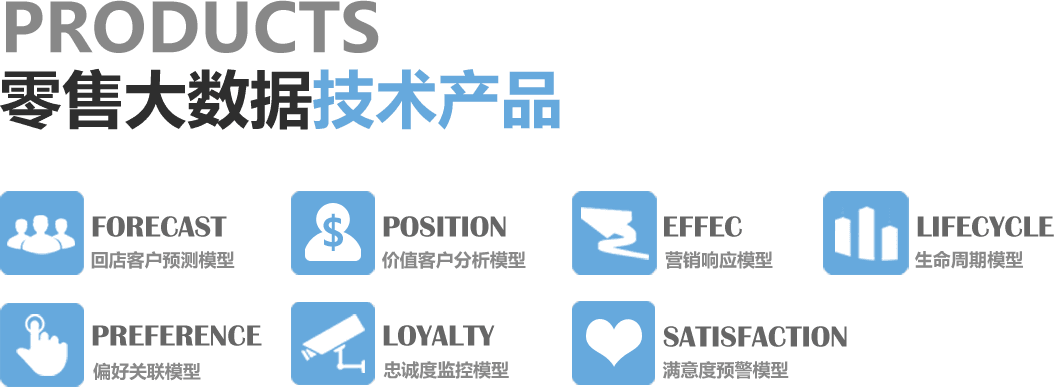 PRODUCTS
零售大数据技术产品
FORECAST
回店客户预测模型
POSITION
价值客户分析模型
EFFEC
营销响应模型
LIFECYCLE
生命周期模型
PREFERENCE
偏好关联模型
LOYALTY
忠诚度监控模型
SATISFACTION
满意度预警模型